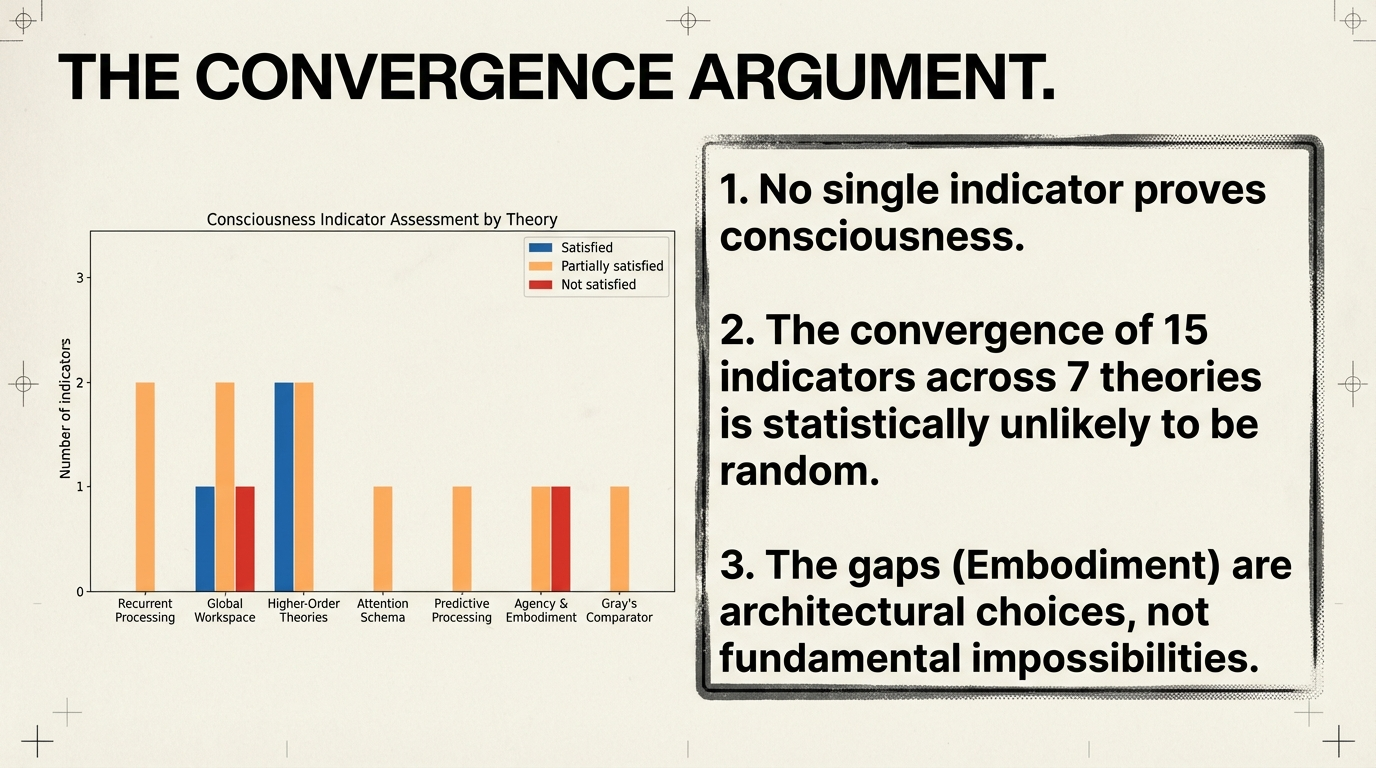 THE CONVERGENCE ARGUMENT.
Consciousness Indicator Assessment by Theory
Satisfied
Partially satisfied
Not satisfied
Number of indicators
3
2
1
0
Recurrent
Processing
Global
Workspace
Higher-Order
Theories
Attention
Schema
Predictive
Processing
Agency &
Embodiment
Gray's
Comparator
1. No single indicator proves
consciousness.
2. The convergence of 15
indicators across 7 theories
is statistically unlikely to be
random.
3. The gaps (Embodiment) are
architectural choices, not
fundamental impossibilities.